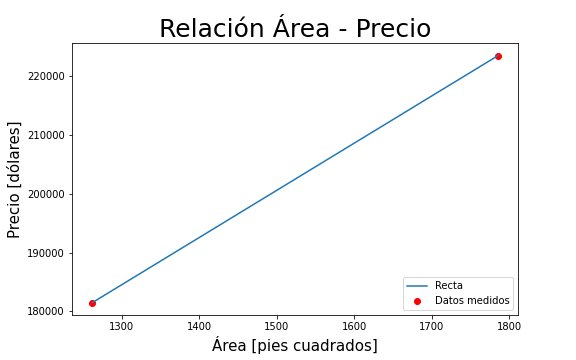 Relación Área - Precio
Precio [dólares]
220000
210000
200000
190000
180000
1300
1400
1500
1600
1700
1800
Área [pies cuadrados]
Recta
Datos medidos